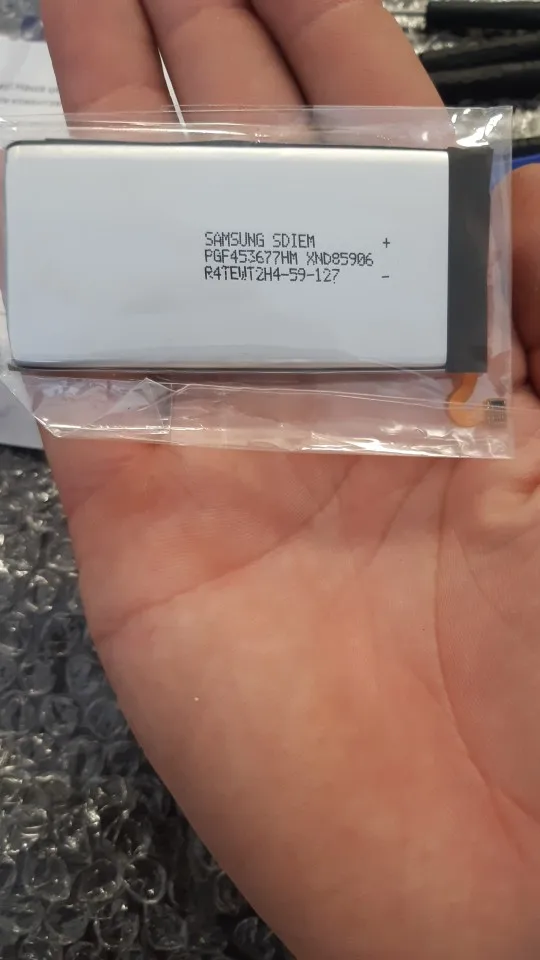 SAMSUNG SDIEM +
PGF453677HM XND85906
R4TEWT2H4-59-127 -